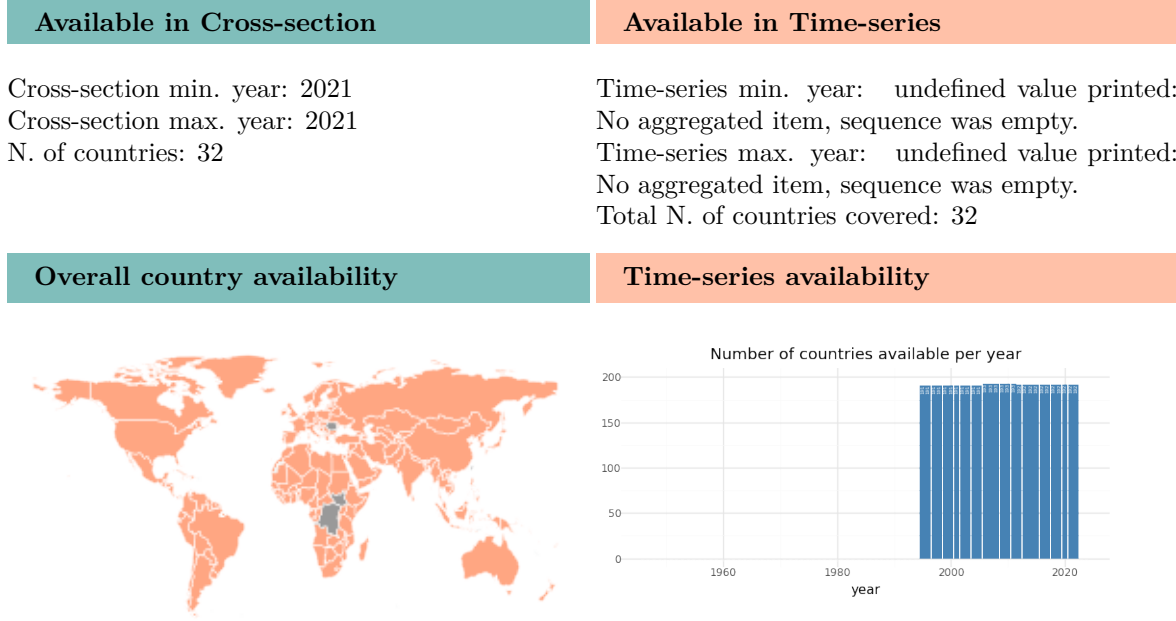 Available in Cross-section
Available in Time-series
Cross-section min. year: 2021
Cross-section max. year: 2021
N. of countries: 32
Time-series min. year: undefined value printed:
No aggregated item, sequence was empty.
Time-series max. year: undefined value printed:
No aggregated item, sequence was empty.
Total N. of countries covered: 32
Overall country availability
Time-series availability
Number of countries available per year
200
150
100
50
0
1960 1980 2000 2020
year